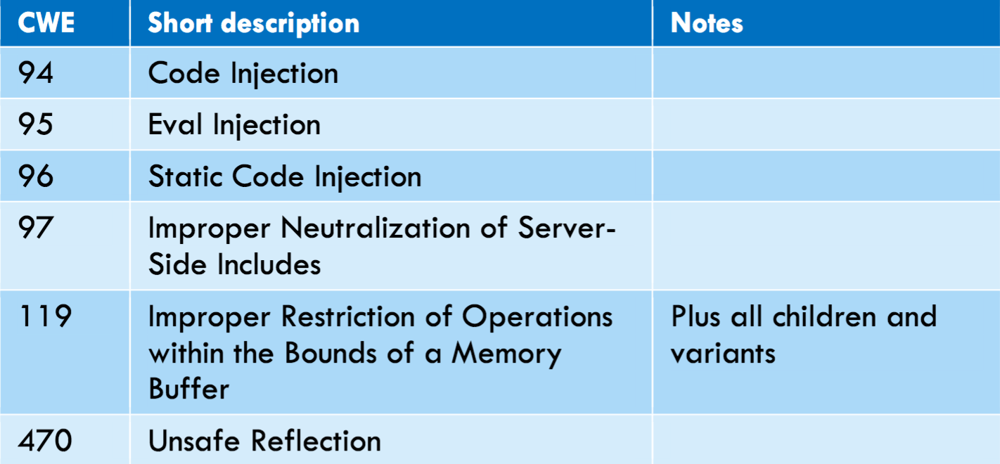 CWE Short description Notes
94 Code Injection
95 Eval Injection
96 Static Code Injection
97 Improper Neutralization of Server-
Side Includes
119 Improper Restriction of Operations Plus all children and
within the Bounds of a Memory variants
Buffer
470 Unsafe Reflection